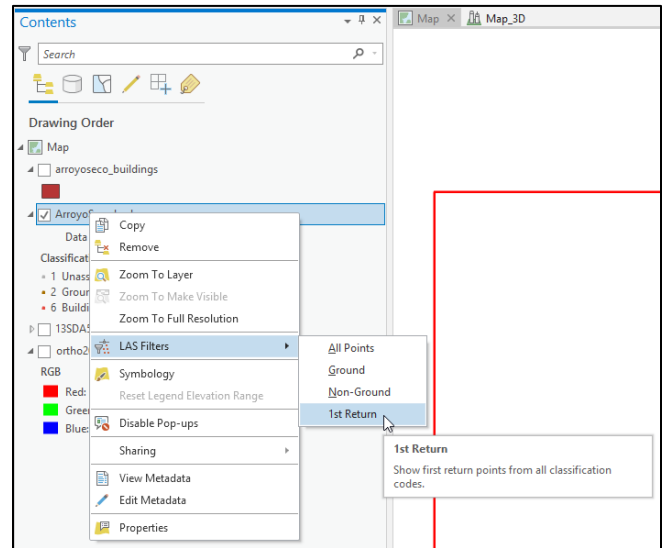 Contents
Map
Map_3D
Search
Drawing Order
Map
arroyoseco_buildings
Data
Classificat
1 Unass
2 Groun
6 Buildi
13SDA5
ortho2
RGB
Red:
Green
Blue:
Copy
Remove
Zoom To Layer
Zoom To Make Visible
Zoom To Full Resolution
LAS Filters
Symbology
Reset Legend Elevation Range
Disable Pop-ups
Sharing
View Metadata
Edit Metadata
Properties
All Points
Ground
Non-Ground
1st Return
1st Return
Show first return points from all classification
codes.